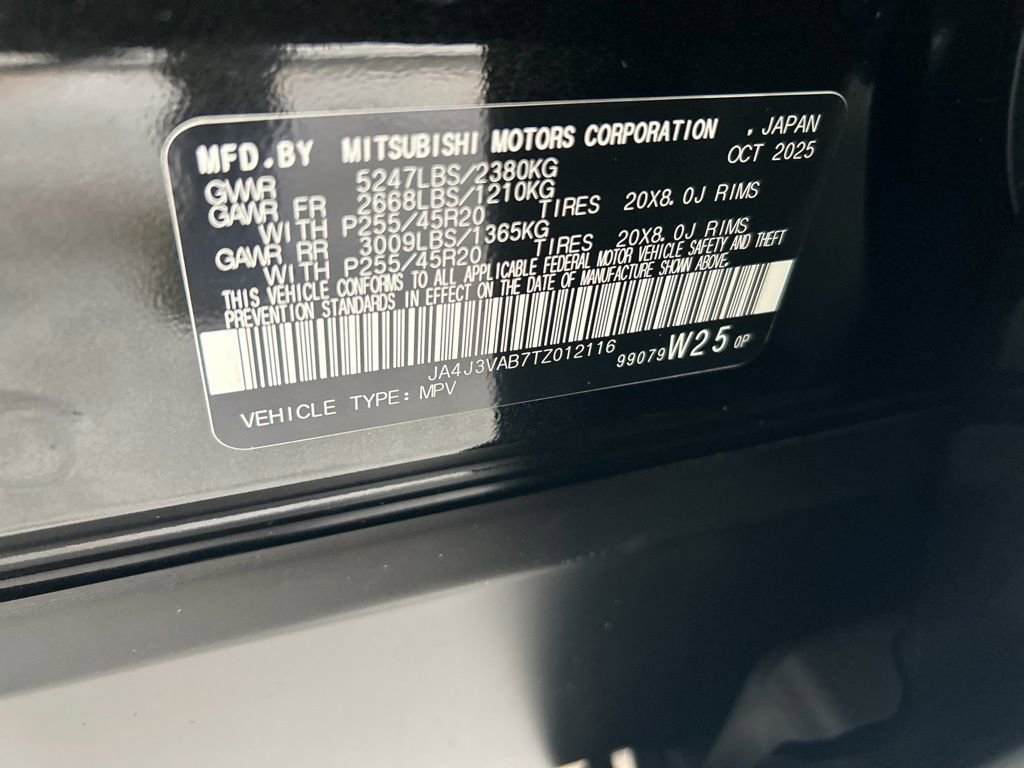 MFD.BY MITSUBISHI MOTORS CORPORATION , JAPAN
GVWR 5247LBS/2380KG OCT 2025
GAWR FR 2668LBS/1210KG
WITH P255/45R20 TIRES 20X8.0J RIMS
GAWR RR 3009LBS/1365KG
WITH P255/45R20 TIRES 20X8.0J RIMS
THIS VEHICLE CONFORMS TO ALL APPLICABLE FEDERAL MOTOR VEHICLE SAFETY AND THEFT
PREVENTION STANDARDS IN EFFECT ON THE DATE OF MANUFACTURE SHOWN ABOVE.
JA4J3VAB7TZ012116 99079 W25 0P
VEHICLE TYPE: MPV